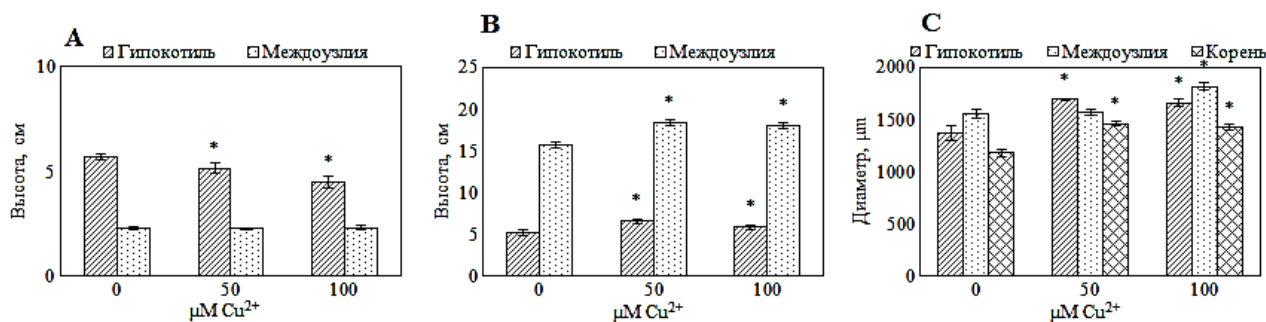 A
Гипокотиль Междоузлия
10
5
0
Высота, см
* *
0 50 100
μM Cu²⁺
B
Гипокотиль Междоузлия
25
20
15
10
5
0
Высота, см
* *
* *
0 50 100
μM Cu²⁺
C
Гипокотиль Междоузлия Корень
2000
1500
1000
500
0
Диаметр, μm
* * * * *
0 50 100
μM Cu²⁺